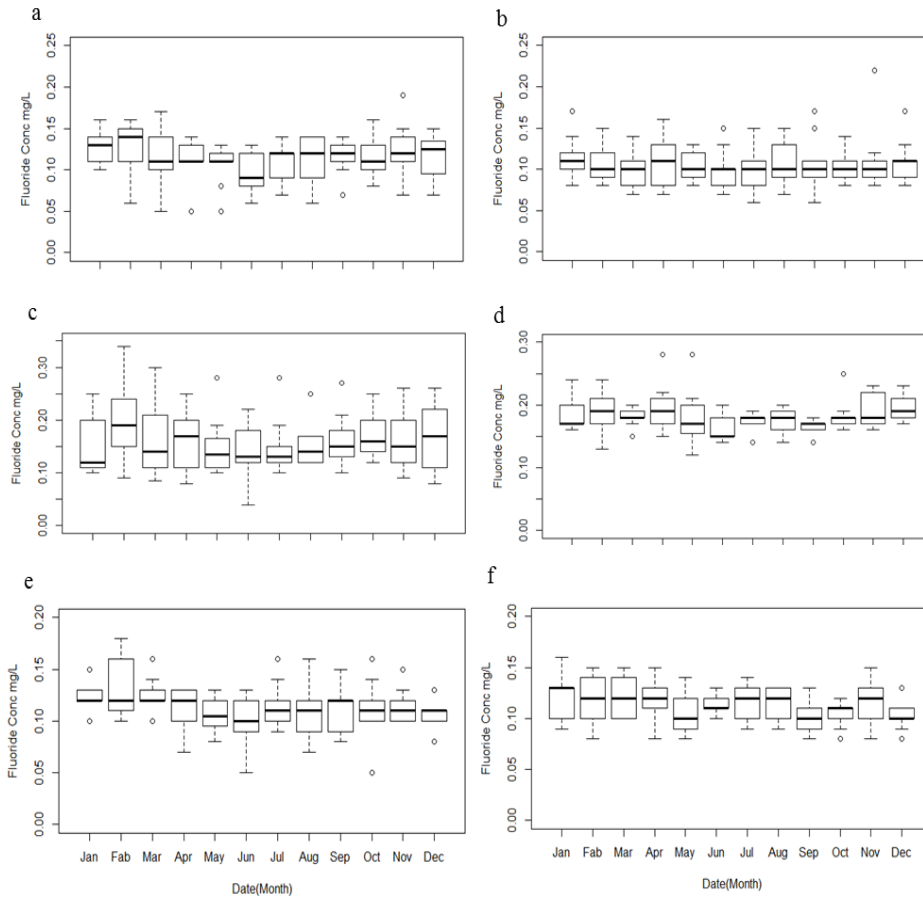 a
0.25
0.20
0.15
0.10
0.05
0.00
Fluoride Conc mg/L
b
0.25
0.20
0.15
0.10
0.05
0.00
Fluoride Conc mg/L
c
0.30
0.20
0.10
0.00
Fluoride Conc mg/L
d
0.30
0.20
0.10
0.00
Fluoride Conc mg/L
e
0.20
0.15
0.10
0.05
0.00
Fluoride Conc mg/L
Jan Fab Mar Apr May Jun Jul Aug Sep Oct Nov Dec
Date(Month)
f
0.20
0.15
0.10
0.05
0.00
Fluoride Conc mg/L
Jan Feb Mar Apr May Jun Jul Aug Sep Oct Nov Dec
Date(Month)